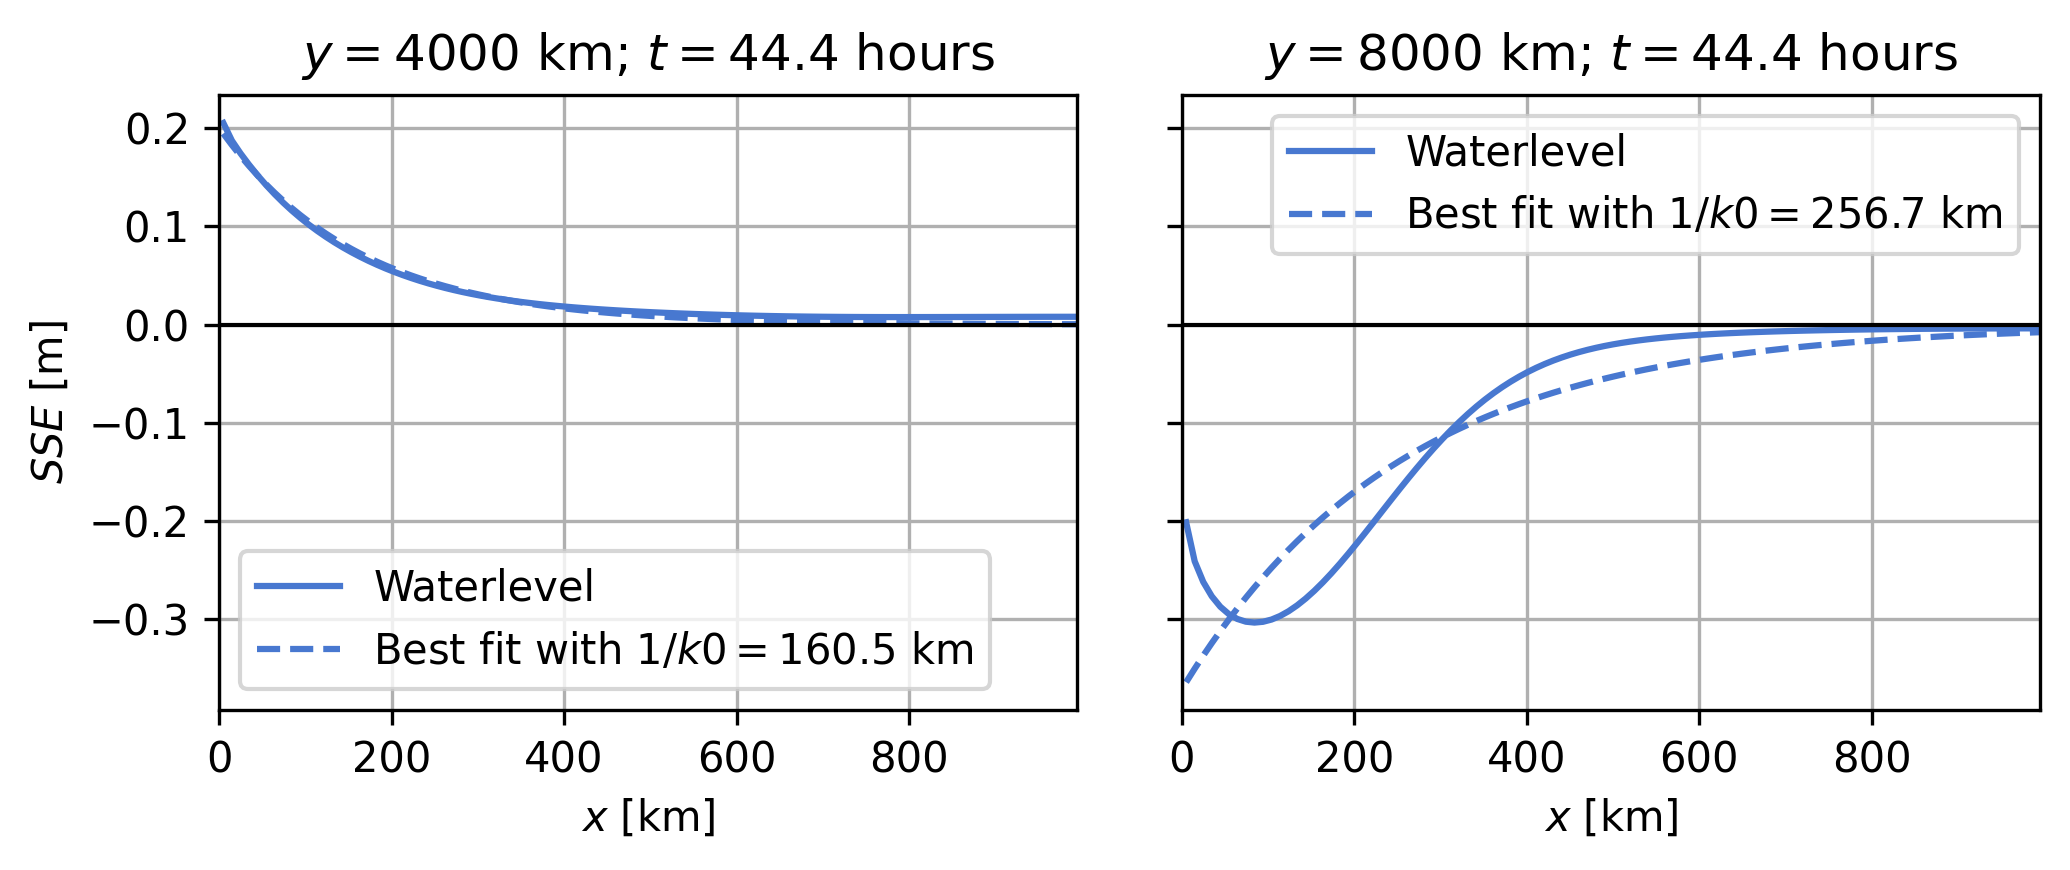 y = 4000 km; t = 44.4 hours
SSE [m]
0.2
0.1
0.0
−0.1
−0.2
−0.3
Waterlevel
Best fit with 1/k0 = 160.5 km
0 200 400 600 800
x [km]
y = 8000 km; t = 44.4 hours
Waterlevel
Best fit with 1/k0 = 256.7 km
0 200 400 600 800
x [km]